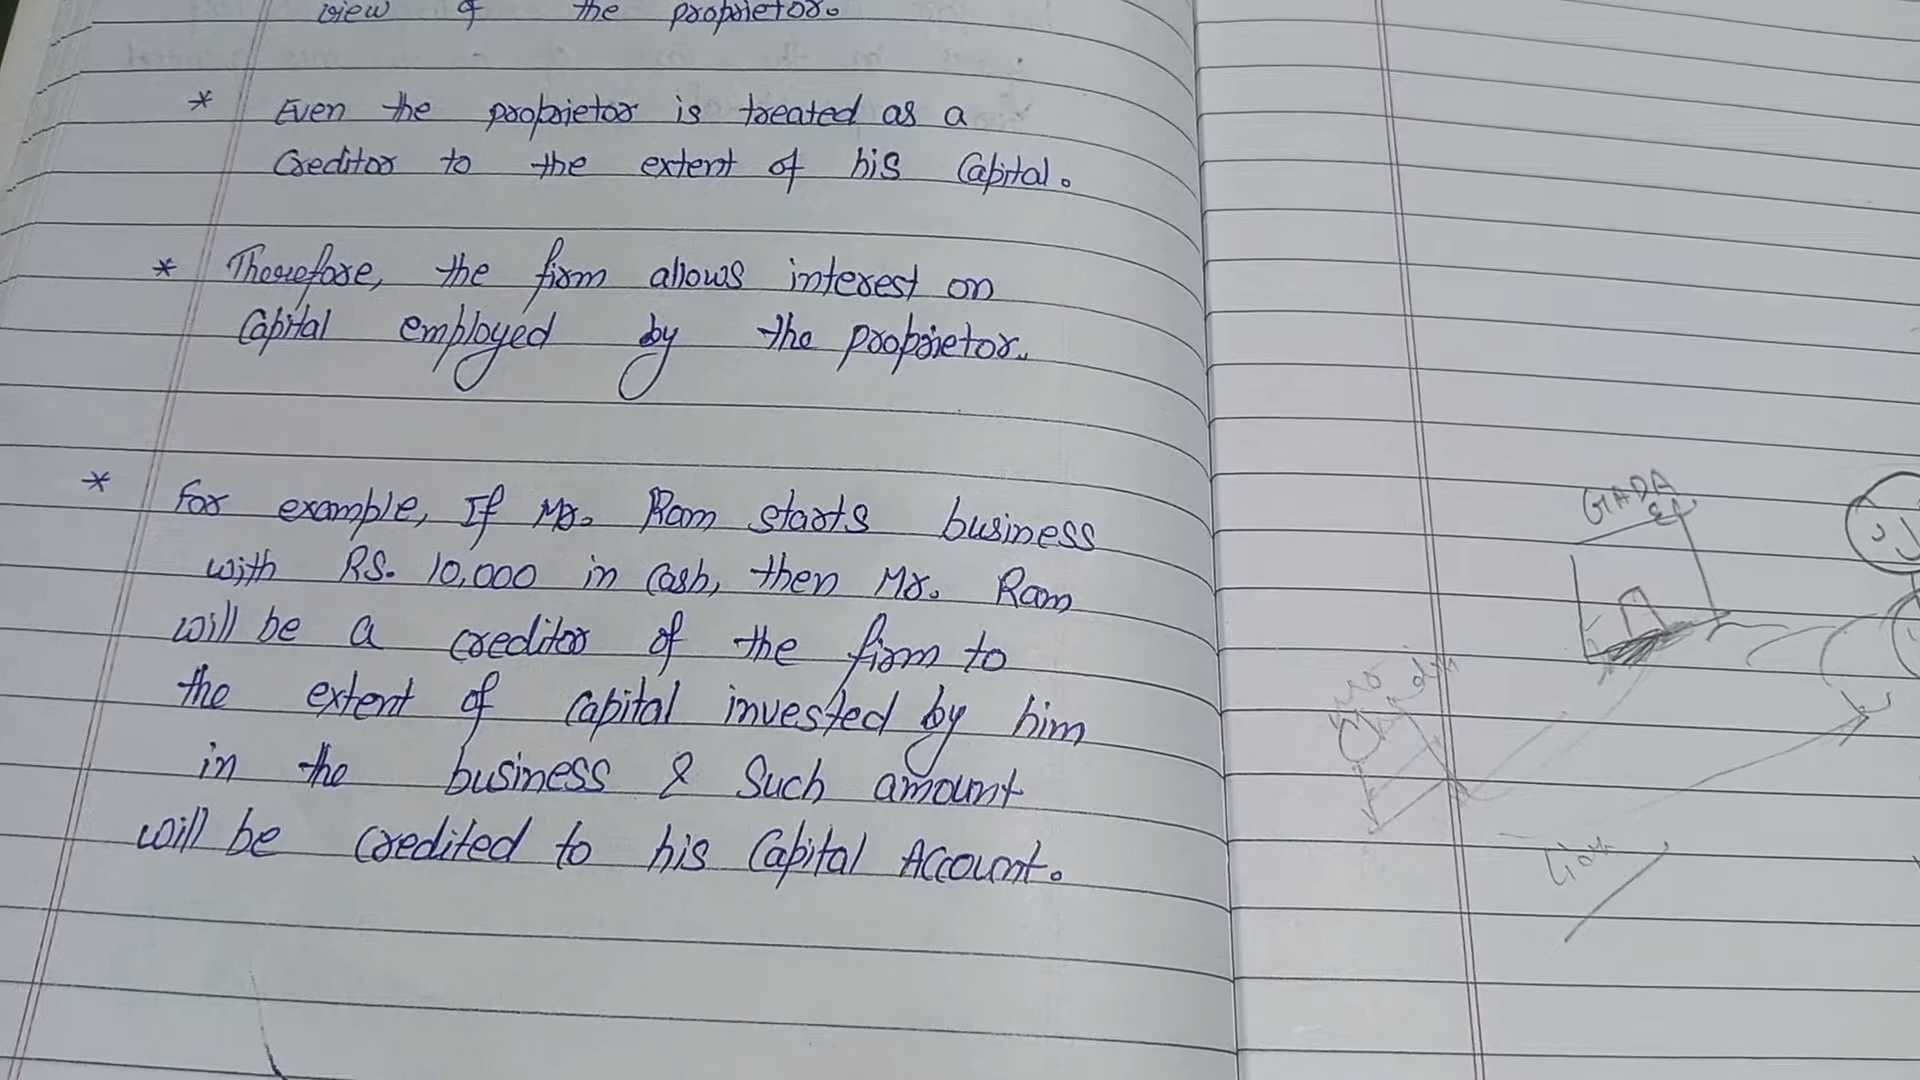 view of the proprietor.
* Even the proprietor is treated as a
Creditor to the extent of his Capital.
* Therefore, the firm allows interest on
Capital employed by the proprietor.
* For example, If Mr. Ram starts business
with RS. 10,000 in Cash, then Mr. Ram
will be a creditor of the firm to
the extent of Capital invested by him
in the business & Such amount
will be credited to his Capital Account.
GADA